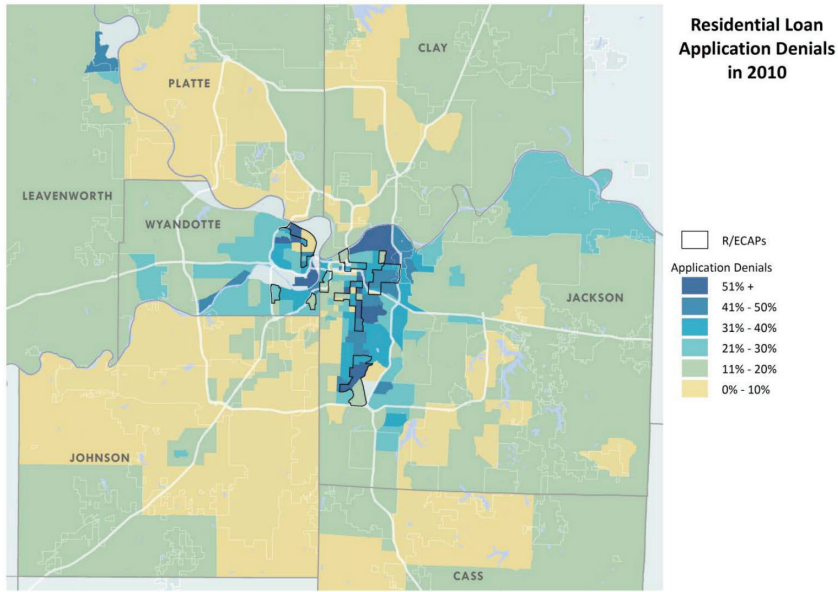 Residential Loan
Application Denials
in 2010
CLAY
PLATTE
LEAVENWORTH
WYANDOTTE
JACKSON
JOHNSON
CASS
R/ECAPs
Application Denials
51% +
41% - 50%
31% - 40%
21% - 30%
11% - 20%
0% - 10%